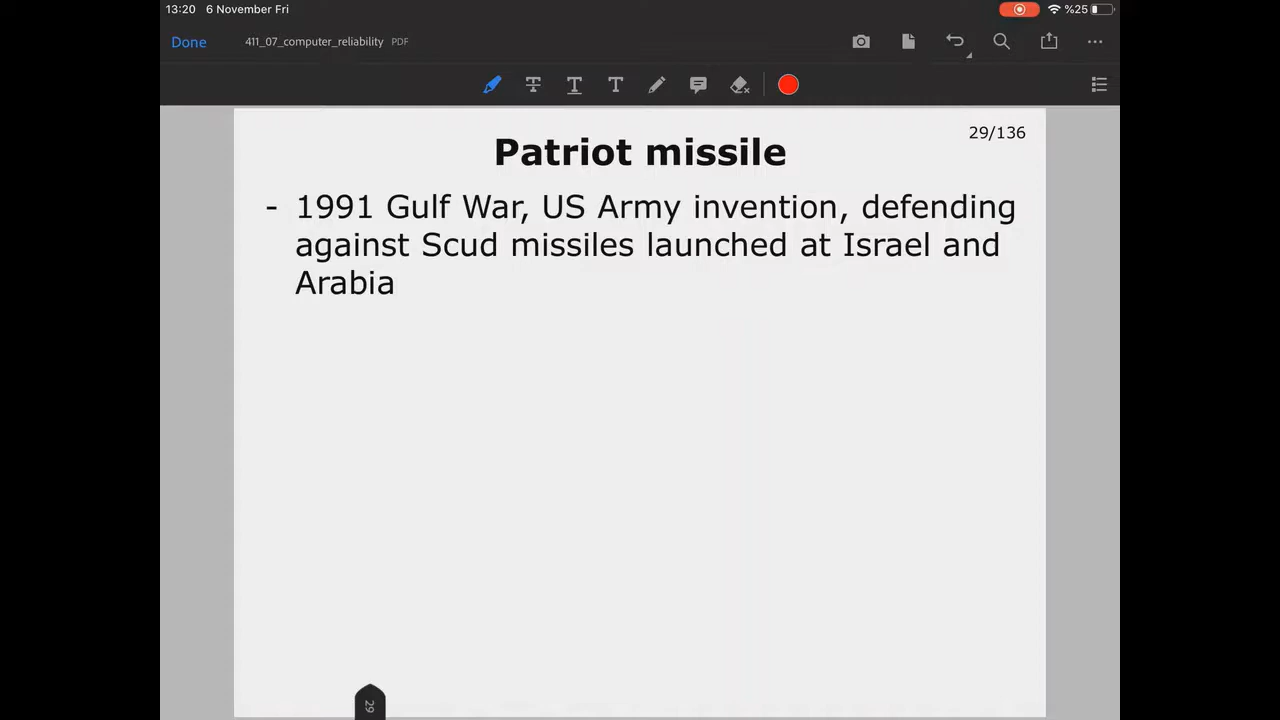 13:20 6 November Fri %25
Done 411_07_computer_reliability PDF
29/136
Patriot missile
- 1991 Gulf War, US Army invention, defending
against Scud missiles launched at Israel and
Arabia
29